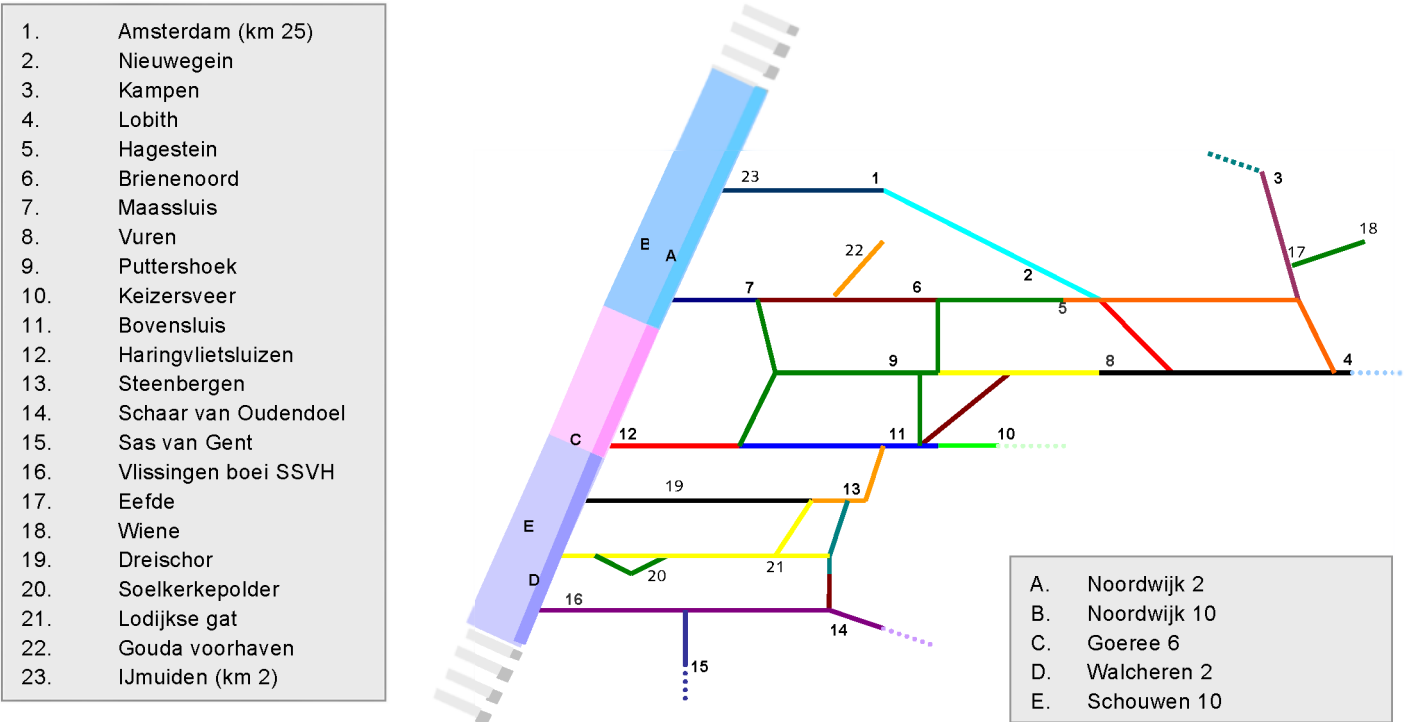 1. Amsterdam (km 25)
2. Nieuwegein
3. Kampen
4. Lobith
5. Hagestein
6. Brienenoord
7. Maassluis
8. Vuren
9. Puttershoek
10. Keizersveer
11. Bovensluis
12. Haringvlietsluizen
13. Steenbergen
14. Schaar van Oudendoel
15. Sas van Gent
16. Vlissingen boei SSVH
17. Eefde
18. Wiene
19. Dreischor
20. Soelkerkepolder
21. Lodijkse gat
22. Gouda voorhaven
23. IJmuiden (km 2)
23 1 3
18
17
B A 22
2
7 6 5
9 8 4
C 12 11 10
19 13
E
D 20 21
16
14
15
A. Noordwijk 2
B. Noordwijk 10
C. Goeree 6
D. Walcheren 2
E. Schouwen 10